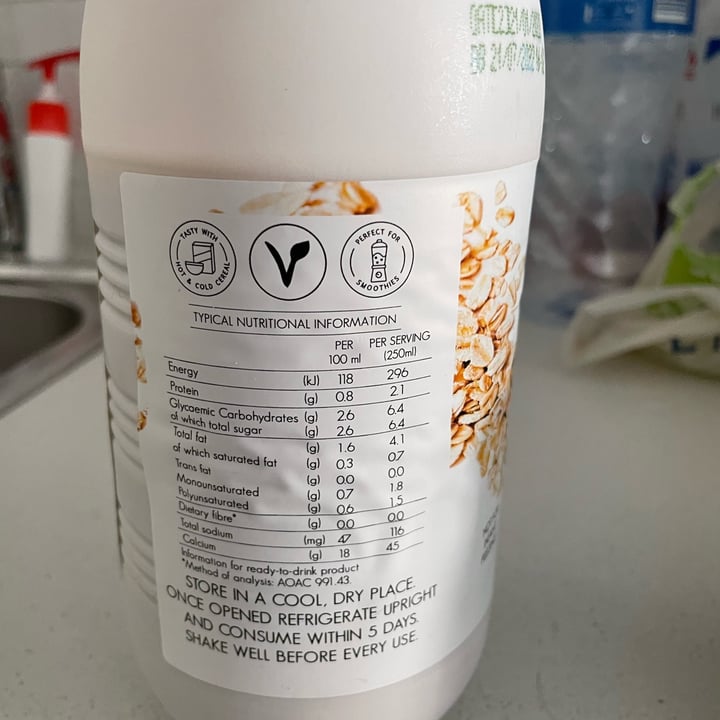 TASTY WITH
HOT & COLD CEREAL
PERFECT FOR
SMOOTHIES
TYPICAL NUTRITIONAL INFORMATION
PER 100 ml PER SERVING (250ml)
Energy (kJ) 118 296
Protein (g) 0.8 2.1
Glycaemic Carbohydrates (g) 2.6 6.4
of which total sugar (g) 2.6 6.4
Total fat (g) 1.6 4.1
of which saturated fat (g) 0.3 0.7
Trans fat (g) 0.0 0.0
Monounsaturated (g) 0.7 1.8
Polyunsaturated (g) 0.6 1.5
Dietary fibre* (g) 0.0 0.0
Total sodium (mg) 47 116
Calcium (g) 18 45
Information for ready-to-drink product
*Method of analysis: AOAC 991.43.
STORE IN A COOL, DRY PLACE.
ONCE OPENED REFRIGERATE UPRIGHT
AND CONSUME WITHIN 5 DAYS.
SHAKE WELL BEFORE EVERY USE.